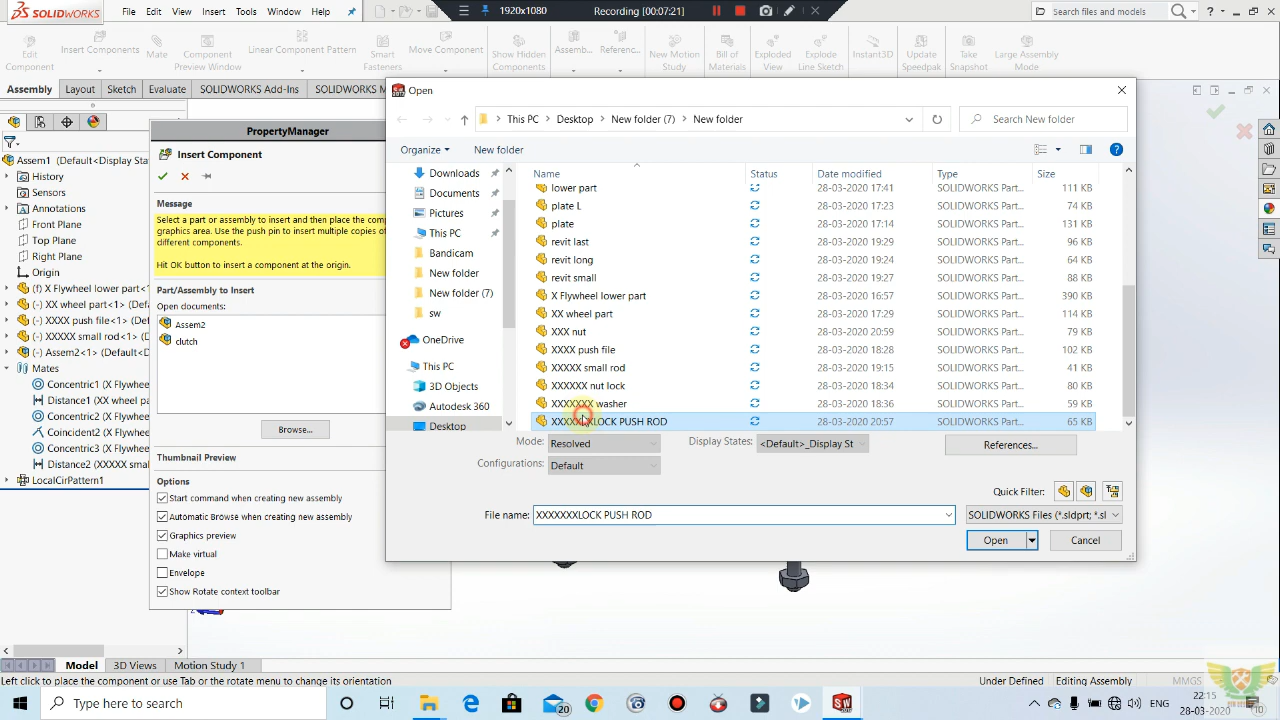 SOLIDWORKS File Edit View Insert Tools Window Help 1920x1080 Recording [00:07:21] Search files and models
Edit Component
Insert Components
Mate
Component Preview Window
Linear Component Pattern
Smart Fasteners
Move Component
Show Hidden Components
Assemb...
Referenc...
New Motion Study
Bill of Materials
Exploded View
Explode Line Sketch
Instant3D
Update Speedpak
Take Snapshot
Large Assembly Mode
Assembly Layout Sketch Evaluate SOLIDWORKS Add-Ins SOLIDWORKS M
Assem1 (Default<Display St
History
Sensors
Annotations
Front Plane
Top Plane
Right Plane
Origin
(f) X Flywheel lower part<1
(-) XX wheel part<1> (Defa
(-) XXXX push file<1> (Def
(-) XXXXX small rod<1> (D
(-) Assem2<1> (Default<D
Mates
Concentric1 (X Flywhee
Distance1 (XX wheel pa
Concentric2 (X Flywhee
Coincident2 (X Flywhee
Concentric3 (X Flywhee
Distance2 (XXXXX smal
LocalCirPattern1
PropertyManager
Insert Component
Message
Select a part or assembly to insert and then place the comp
graphics area. Use the push pin to insert multiple copies of
different components.
Hit OK button to insert a component at the origin.
Part/Assembly to Insert
Open documents:
Assem2
clutch
Browse...
Thumbnail Preview
Options
Start command when creating new assembly
Automatic Browse when creating new assembly
Graphics preview
Make virtual
Envelope
Show Rotate context toolbar
Open
This PC > Desktop > New folder (7) > New folder
Search New folder
Organize New folder
Downloads
Documents
Pictures
This PC
Bandicam
New folder
New folder (7)
sw
OneDrive
This PC
3D Objects
Autodesk 360
Desktop
Name Status Date modified Type Size
lower part 28-03-2020 17:41 SOLIDWORKS Part... 111 KB
plate L 28-03-2020 17:23 SOLIDWORKS Part... 74 KB
plate 28-03-2020 17:14 SOLIDWORKS Part... 131 KB
revit last 28-03-2020 19:29 SOLIDWORKS Part... 96 KB
revit long 28-03-2020 19:25 SOLIDWORKS Part... 64 KB
revit small 28-03-2020 19:27 SOLIDWORKS Part... 88 KB
X Flywheel lower part 28-03-2020 16:57 SOLIDWORKS Part... 390 KB
XX wheel part 28-03-2020 17:29 SOLIDWORKS Part... 114 KB
XXX nut 28-03-2020 20:59 SOLIDWORKS Part... 79 KB
XXXX push file 28-03-2020 18:28 SOLIDWORKS Part... 102 KB
XXXXX small rod 28-03-2020 19:15 SOLIDWORKS Part... 41 KB
XXXXXX nut lock 28-03-2020 18:34 SOLIDWORKS Part... 80 KB
XXXXXXX washer 28-03-2020 18:36 SOLIDWORKS Part... 59 KB
XXXXXXXLOCK PUSH ROD 28-03-2020 20:57 SOLIDWORKS Part... 65 KB
Mode: Resolved
Display States: <Default>_Display St
References...
Configurations: Default
Quick Filter:
File name: XXXXXXXLOCK PUSH ROD
SOLIDWORKS Files (*.sldprt; *.sl
Open Cancel
Model 3D Views Motion Study 1
Left click to place the component or use Tab or the rotate menu to change its orientation. Under Defined Editing Assembly MMGS
Type here to search
20
ENG
22:15
28-03-2020
10